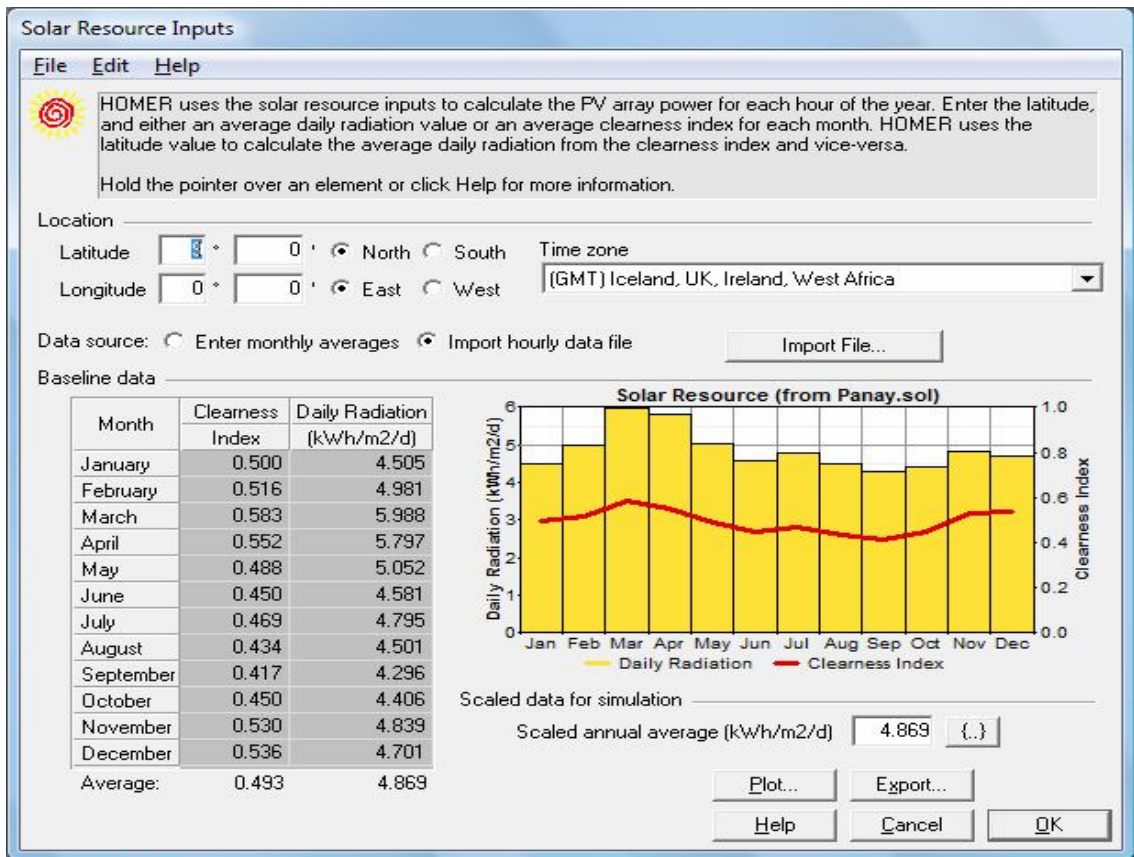 Solar Resource Inputs
File Edit Help
HOMER uses the solar resource inputs to calculate the PV array power for each hour of the year. Enter the latitude,
and either an average daily radiation value or an average clearness index for each month. HOMER uses the
latitude value to calculate the average daily radiation from the clearness index and vice-versa.
Hold the pointer over an element or click Help for more information.
Location
Latitude 9 ° 0 ' North South Time zone
Longitude 0 ° 0 ' East West (GMT) Iceland, UK, Ireland, West Africa
Data source: Enter monthly averages Import hourly data file Import File...
Baseline data
Month Clearness Index Daily Radiation (kWh/m2/d)
January 0.500 4.505
February 0.516 4.981
March 0.583 5.988
April 0.552 5.797
May 0.488 5.052
June 0.450 4.581
July 0.469 4.795
August 0.434 4.501
September 0.417 4.296
October 0.450 4.406
November 0.530 4.839
December 0.536 4.701
Average: 0.493 4.869
Solar Resource (from Panay.sol)
Daily Radiation (kWh/m2/d)
6
5
4
3
2
1
0
1.0
0.8
0.6
0.4
0.2
0.0
Clearness Index
Jan Feb Mar Apr May Jun Jul Aug Sep Oct Nov Dec
Daily Radiation Clearness Index
Scaled data for simulation
Scaled annual average (kWh/m2/d) 4.869 {..}
Plot... Export...
Help Cancel OK